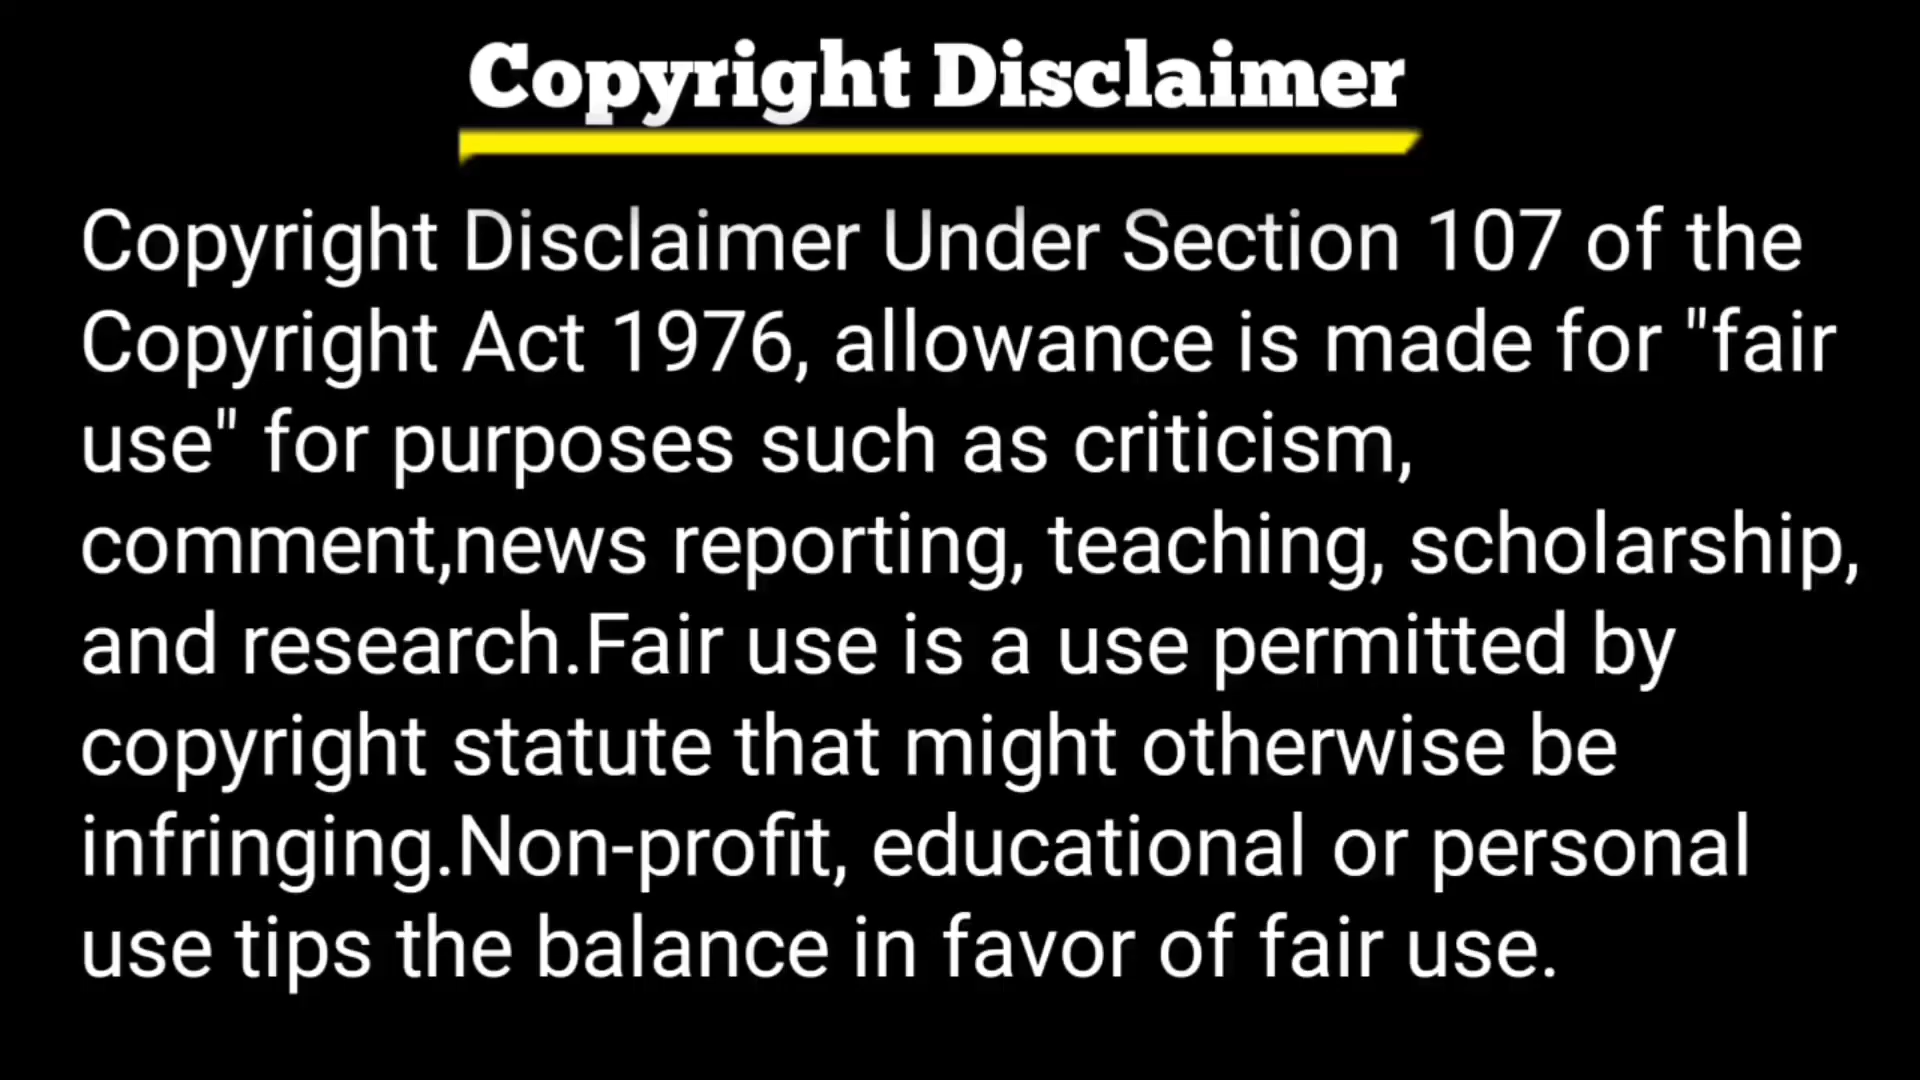 Copyright Disclaimer
Copyright Disclaimer Under Section 107 of the
Copyright Act 1976, allowance is made for "fair
use" for purposes such as criticism,
comment,news reporting, teaching, scholarship,
and research.Fair use is a use permitted by
copyright statute that might otherwise be
infringing.Non-profit, educational or personal
use tips the balance in favor of fair use.